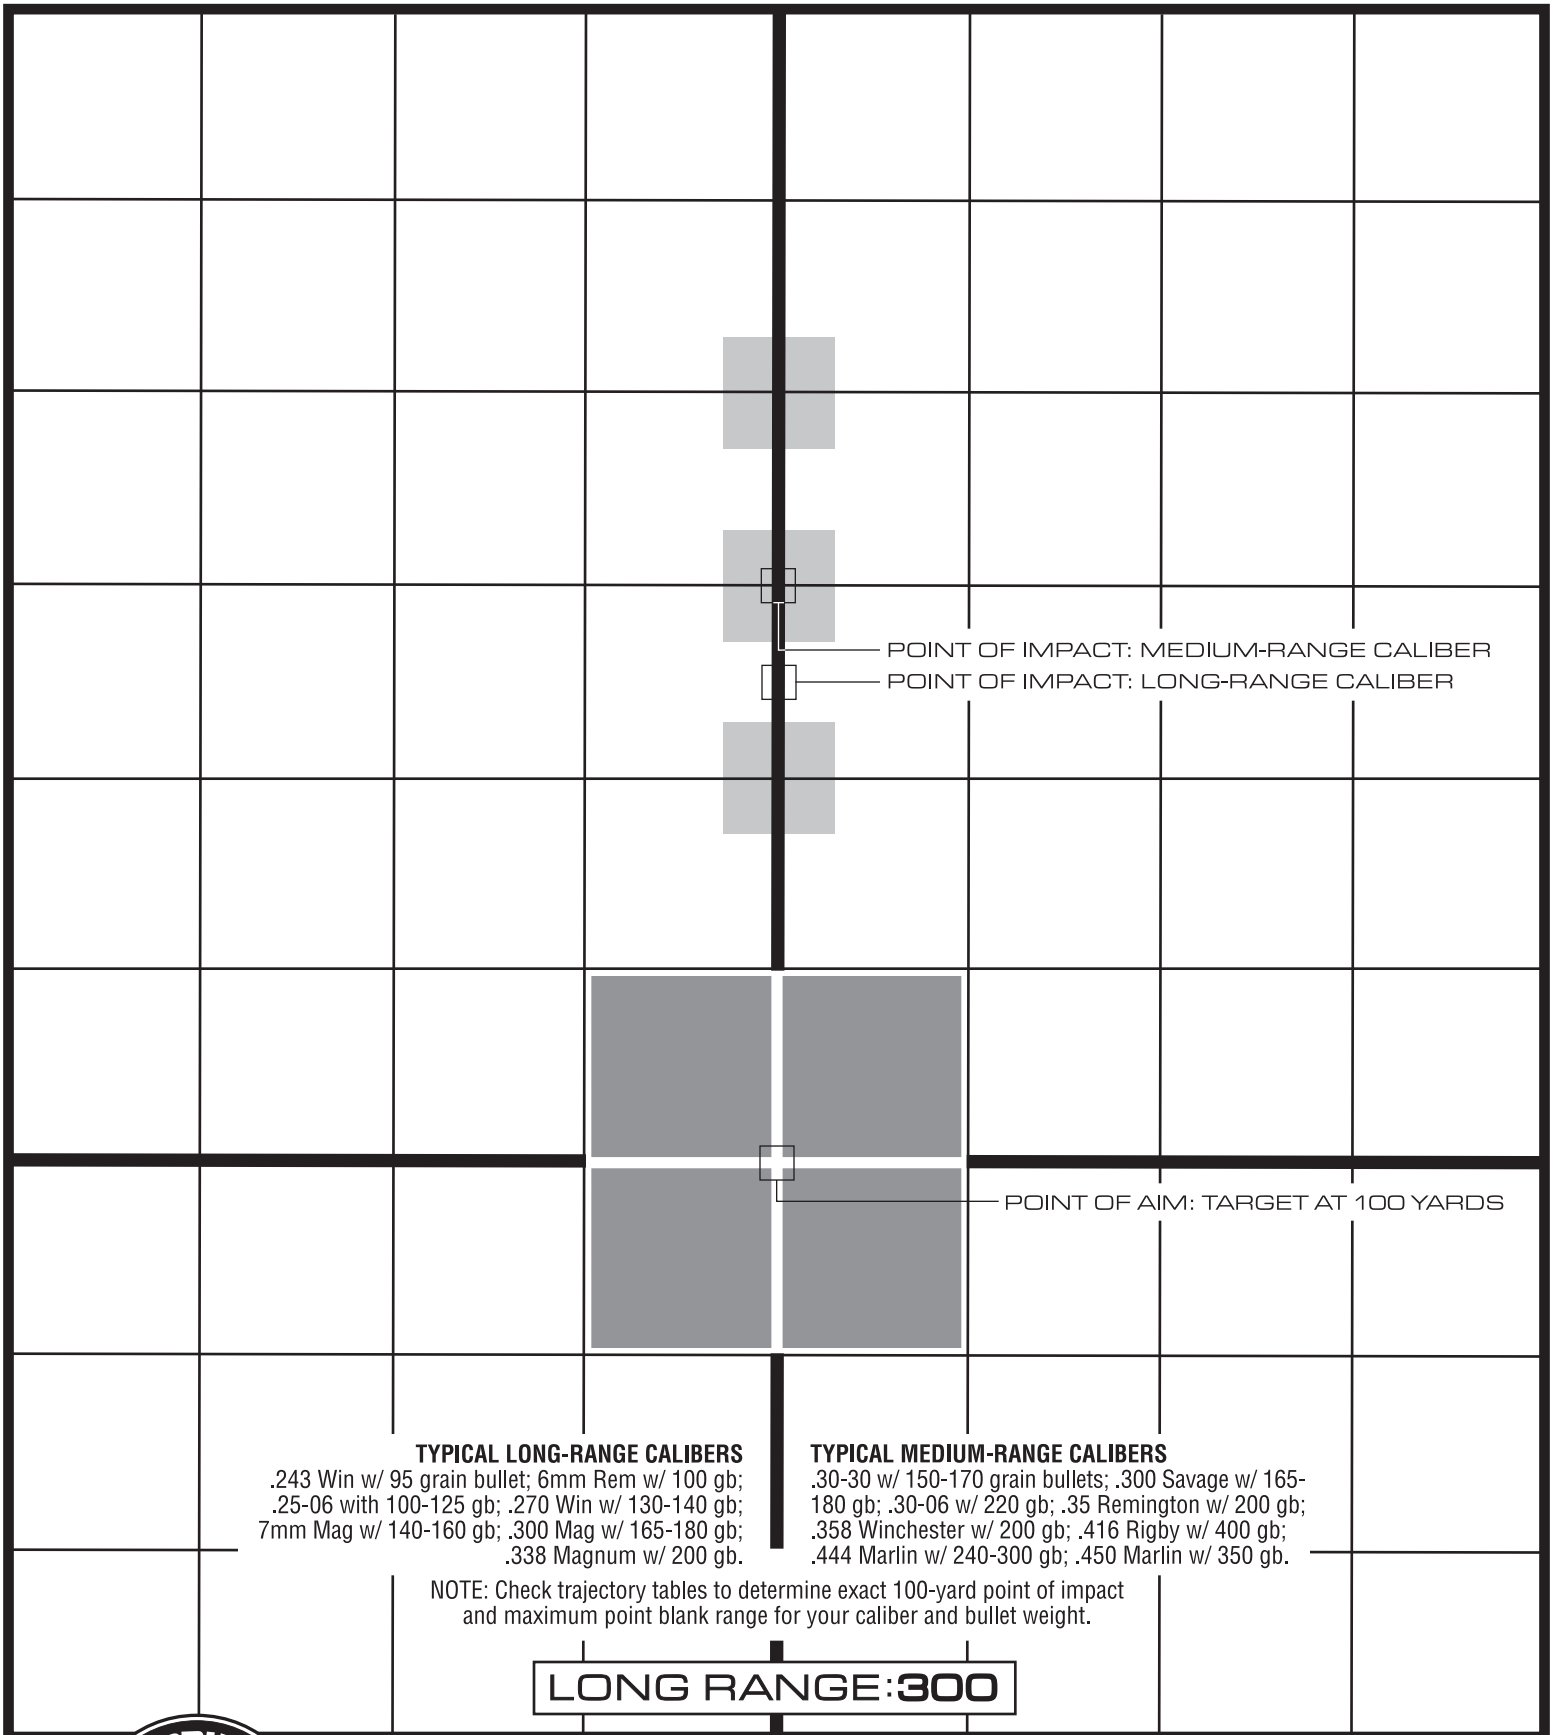 POINT OF IMPACT: MEDIUM-RANGE CALIBER
POINT OF IMPACT: LONG-RANGE CALIBER
POINT OF AIM: TARGET AT 100 YARDS
TYPICAL LONG-RANGE CALIBERS
.243 Win w/ 95 grain bullet; 6mm Rem w/ 100 gb;
.25-06 with 100-125 gb; .270 Win w/ 130-140 gb;
7mm Mag w/ 140-160 gb; .300 Mag w/ 165-180 gb;
.338 Magnum w/ 200 gb.
TYPICAL MEDIUM-RANGE CALIBERS
.30-30 w/ 150-170 grain bullets; .300 Savage w/ 165-
180 gb; .30-06 w/ 220 gb; .35 Remington w/ 200 gb;
.358 Winchester w/ 200 gb; .416 Rigby w/ 400 gb;
.444 Marlin w/ 240-300 gb; .450 Marlin w/ 350 gb.
NOTE: Check trajectory tables to determine exact 100-yard point of impact
and maximum point blank range for your caliber and bullet weight.
LONG RANGE:300